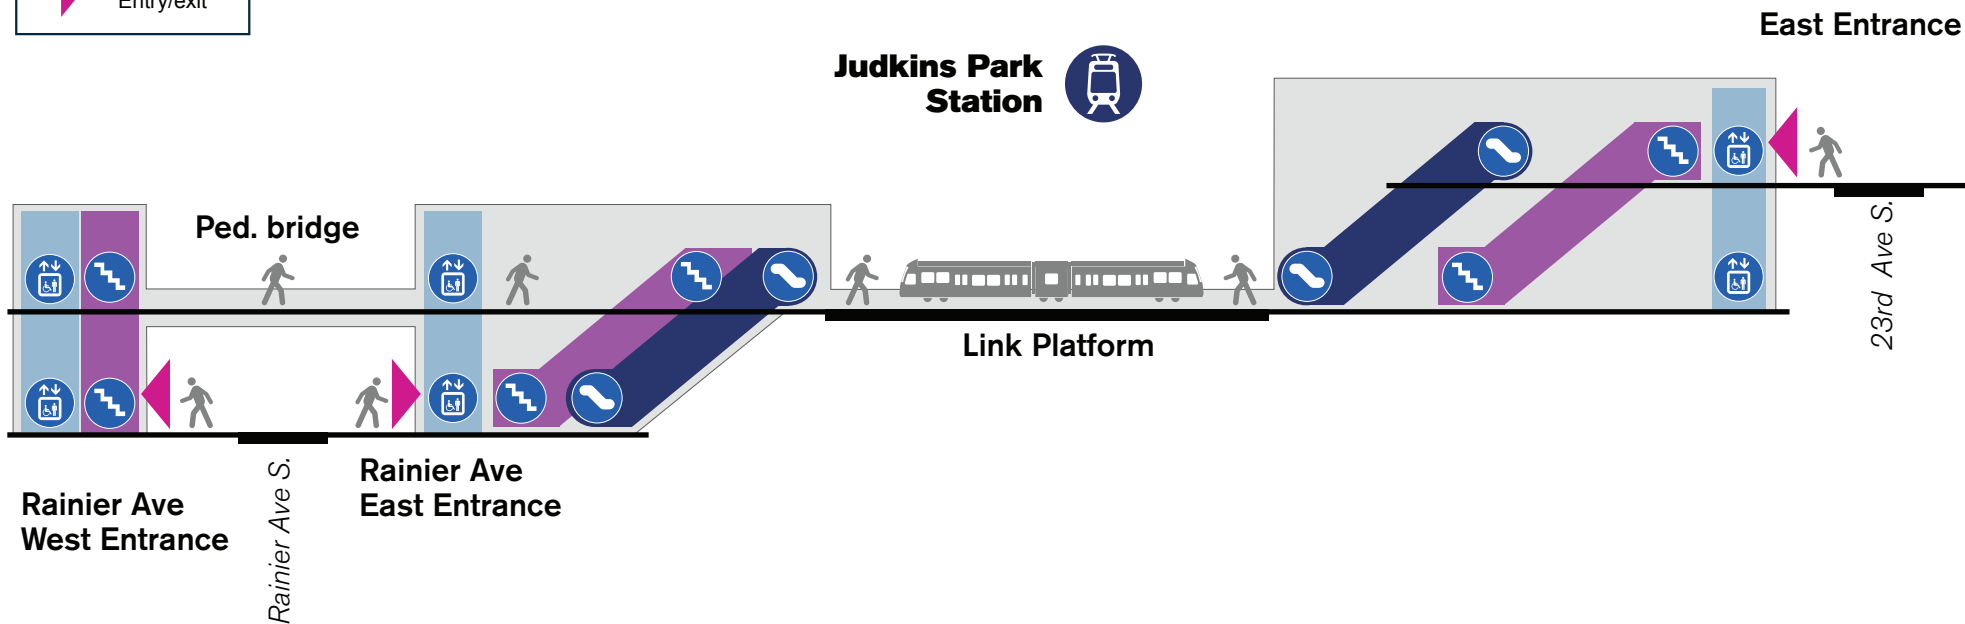 Entry/exit
East Entrance
Judkins Park
Station
Ped. bridge
Link Platform
23rd Ave S.
Rainier Ave
East Entrance
Rainier Ave
West Entrance
Rainier Ave S.